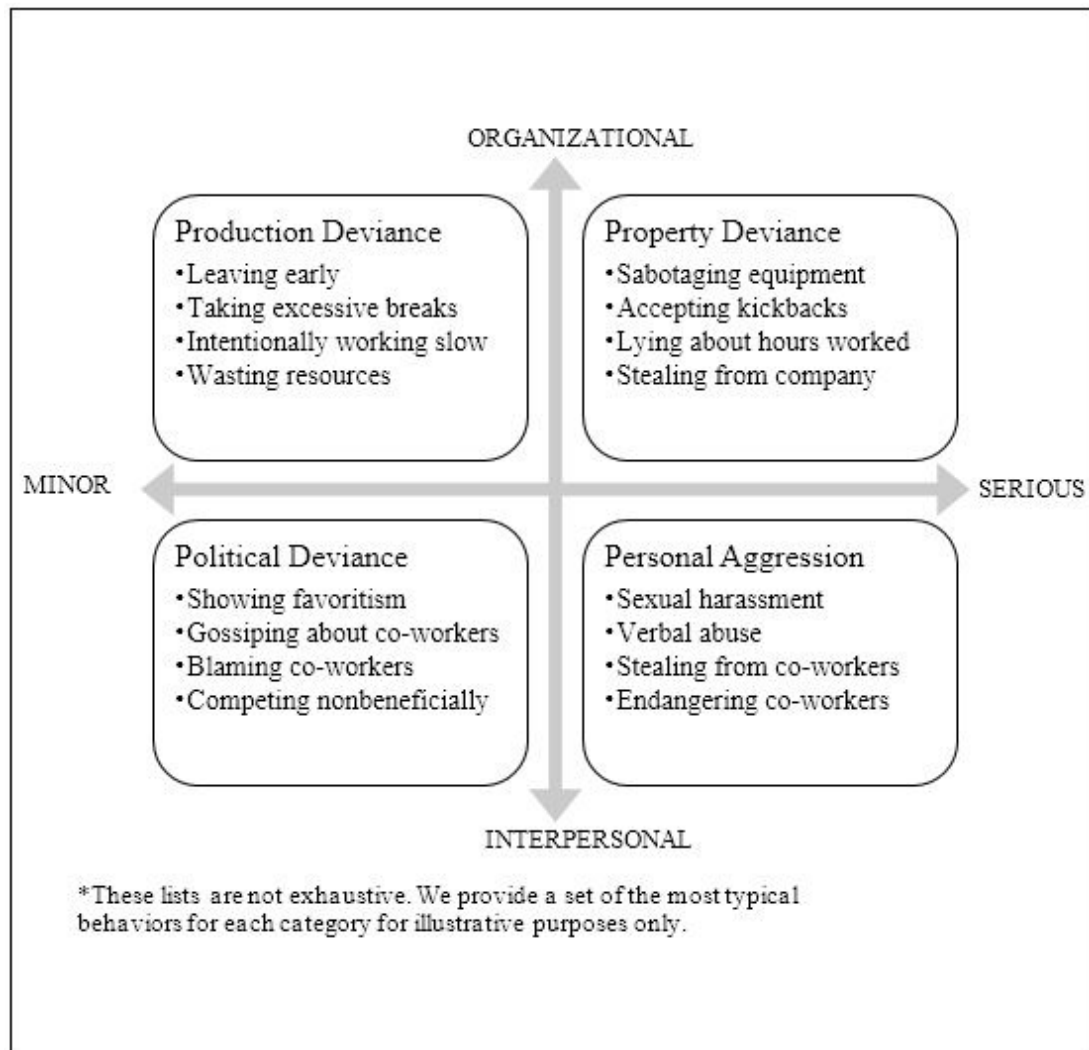 ORGANIZATIONAL
Production Deviance
•Leaving early
•Taking excessive breaks
•Intentionally working slow
•Wasting resources
Property Deviance
•Sabotaging equipment
•Accepting kickbacks
•Lying about hours worked
•Stealing from company
MINOR
SERIOUS
Political Deviance
•Showing favoritism
•Gossiping about co-workers
•Blaming co-workers
•Competing nonbeneficially
Personal Aggression
•Sexual harassment
•Verbal abuse
•Stealing from co-workers
•Endangering co-workers
INTERPERSONAL
*These lists are not exhaustive. We provide a set of the most typical
behaviors for each category for illustrative purposes only.